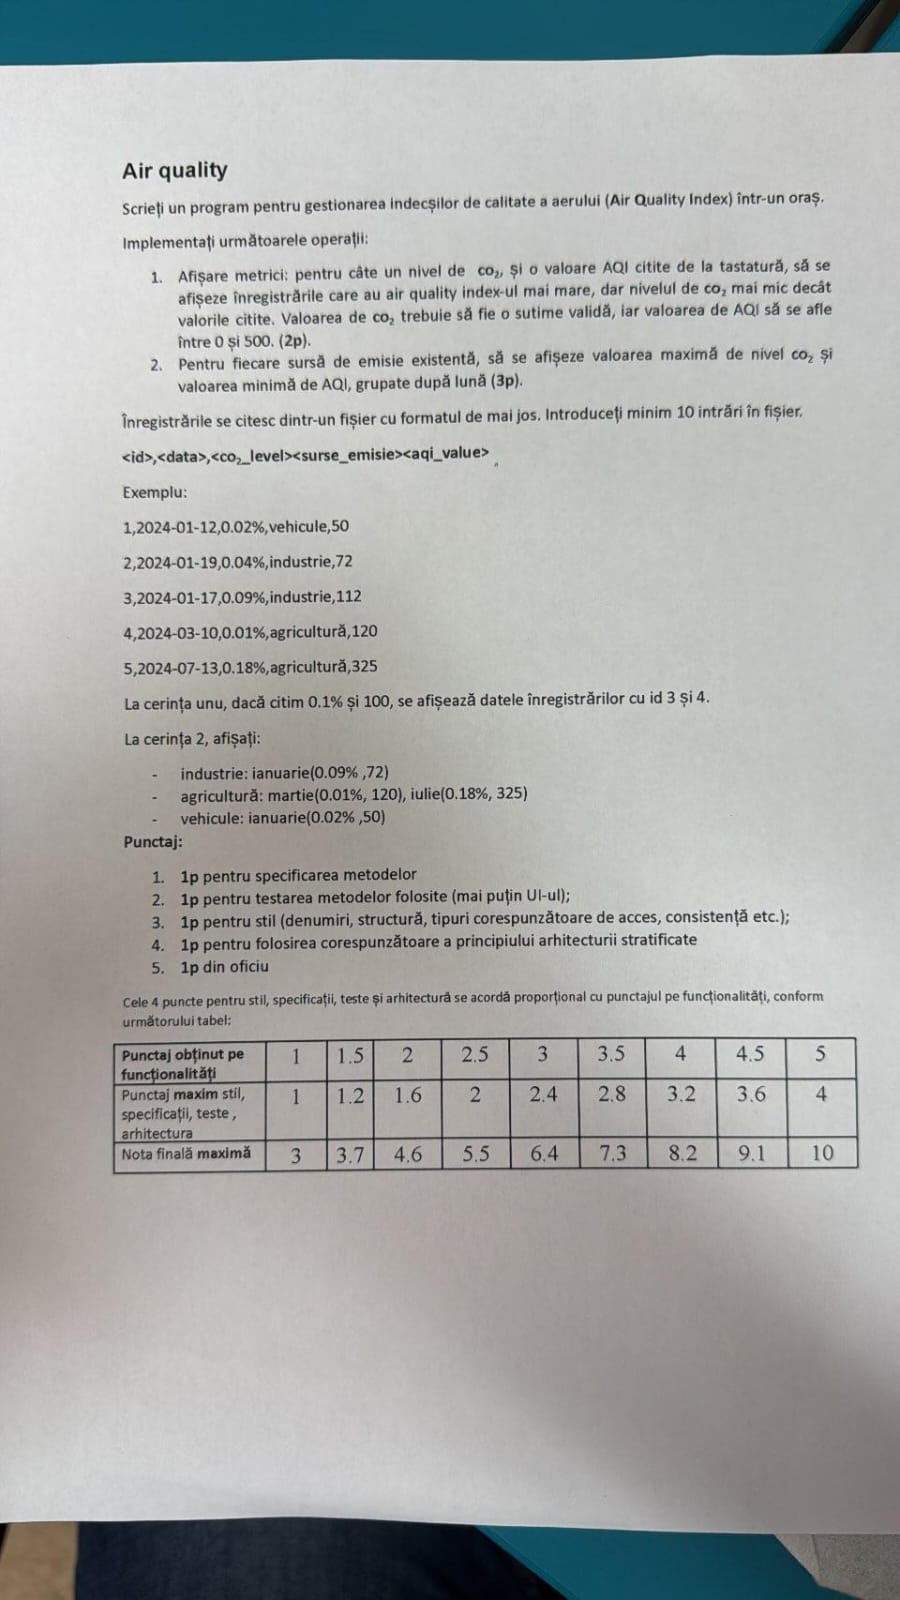 Air quality
Scrieți un program pentru gestionarea indecșilor de calitate a aerului (Air Quality Index) într-un oraș.
Implementați următoarele operații:
1. Afișare metrici: pentru câte un nivel de co₂, și o valoare AQI citite de la tastatură, să se
afișeze înregistrările care au air quality index-ul mai mare, dar nivelul de co₂ mai mic decât
valorile citite. Valoarea de co₂ trebuie să fie o sutime validă, iar valoarea de AQI să se afle
între 0 și 500. (2p).
2. Pentru fiecare sursă de emisie existentă, să se afișeze valoarea maximă de nivel co₂ și
valoarea minimă de AQI, grupate după lună (3p).
Înregistrările se citesc dintr-un fișier cu formatul de mai jos. Introduceți minim 10 intrări în fișier.
<id>,<data>,<co₂_level><surse_emisie><aqi_value>
Exemplu:
1,2024-01-12,0.02%,vehicule,50
2,2024-01-19,0.04%,industrie,72
3,2024-01-17,0.09%,industrie,112
4,2024-03-10,0.01%,agricultură,120
5,2024-07-13,0.18%,agricultură,325
La cerința unu, dacă citim 0.1% și 100, se afișează datele înregistrărilor cu id 3 și 4.
La cerința 2, afișați:
- industrie: ianuarie(0.09% ,72)
- agricultură: martie(0.01%, 120), iulie(0.18%, 325)
- vehicule: ianuarie(0.02% ,50)
Punctaj:
1. 1p pentru specificarea metodelor
2. 1p pentru testarea metodelor folosite (mai puțin UI-ul);
3. 1p pentru stil (denumiri, structură, tipuri corespunzătoare de acces, consistență etc.);
4. 1p pentru folosirea corespunzătoare a principiului arhitecturii stratificate
5. 1p din oficiu
Cele 4 puncte pentru stil, specificații, teste și arhitectură se acordă proporțional cu punctajul pe funcționalități, conform
următorului tabel:
Punctaj obținut pe funcționalități 1 1.5 2 2.5 3 3.5 4 4.5 5
Punctaj maxim stil, specificații, teste , arhitectura 1 1.2 1.6 2 2.4 2.8 3.2 3.6 4
Nota finală maximă 3 3.7 4.6 5.5 6.4 7.3 8.2 9.1 10